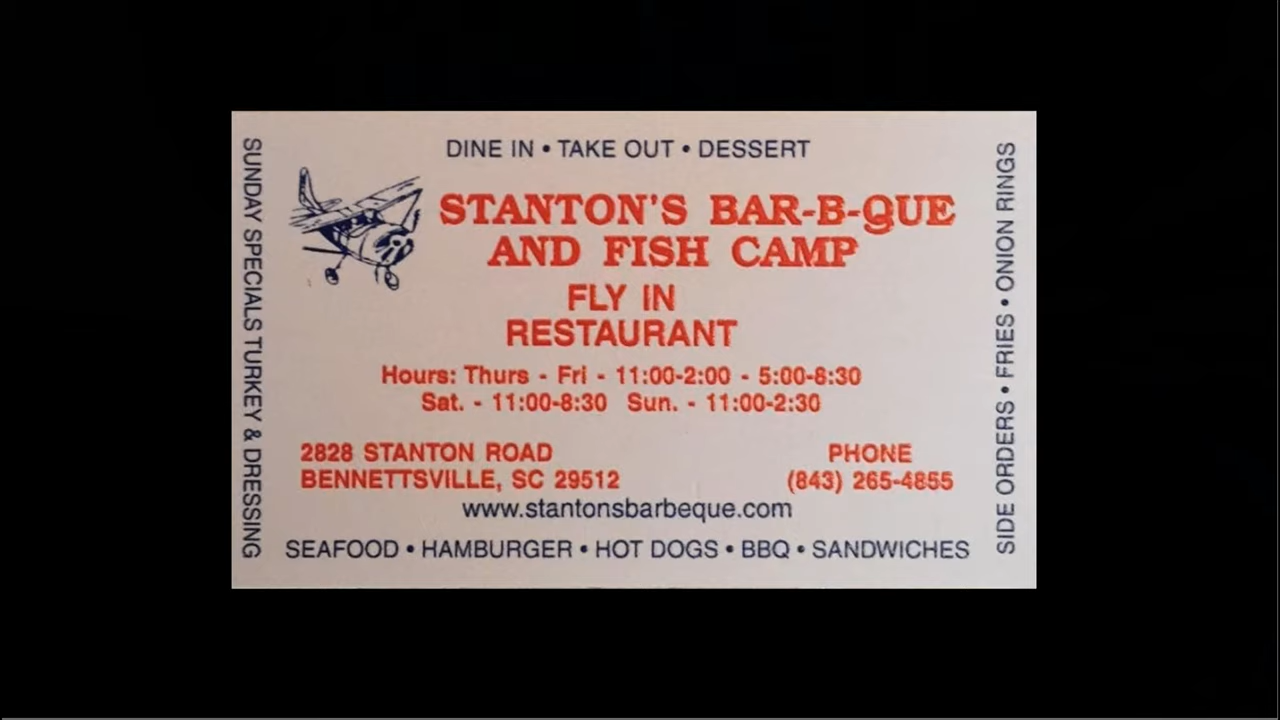 DINE IN • TAKE OUT • DESSERT
SUNDAY SPECIALS TURKEY & DRESSING
STANTON'S BAR-B-QUE
AND FISH CAMP
FLY IN
RESTAURANT
Hours: Thurs - Fri - 11:00-2:00 - 5:00-8:30
Sat. - 11:00-8:30 Sun. - 11:00-2:30
2828 STANTON ROAD
BENNETTSVILLE, SC 29512
PHONE
(843) 265-4855
www.stantonsbarbeque.com
SEAFOOD • HAMBURGER • HOT DOGS • BBQ • SANDWICHES
SIDE ORDERS • FRIES • ONION RINGS